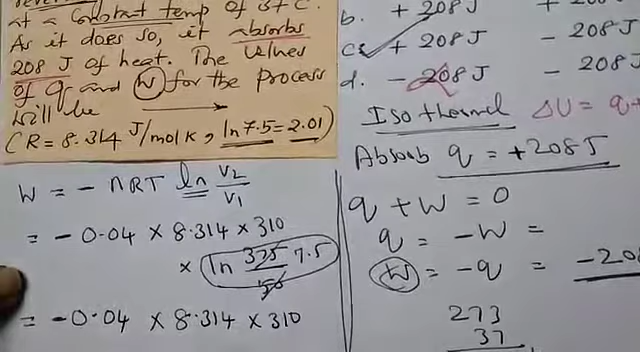 at a constant temp of 37°C.
As it does so, it absorbs
208 J of heat. The values
of q and W for the process
will be
(R = 8.314 J/mol K, ln 7.5 = 2.01)
W = - nRT ln V2/V1
= - 0.04 × 8.314 × 310
× ln 375/50 7.5
= - 0.04 × 8.314 × 310
b. + 208 J
c. + 208 J - 208 J
d. - 208 J - 208 J
Isothermal ΔU = q+
Absorb q = +208 J
q + W = 0
q = - W =
W = - q = - 208
273
37